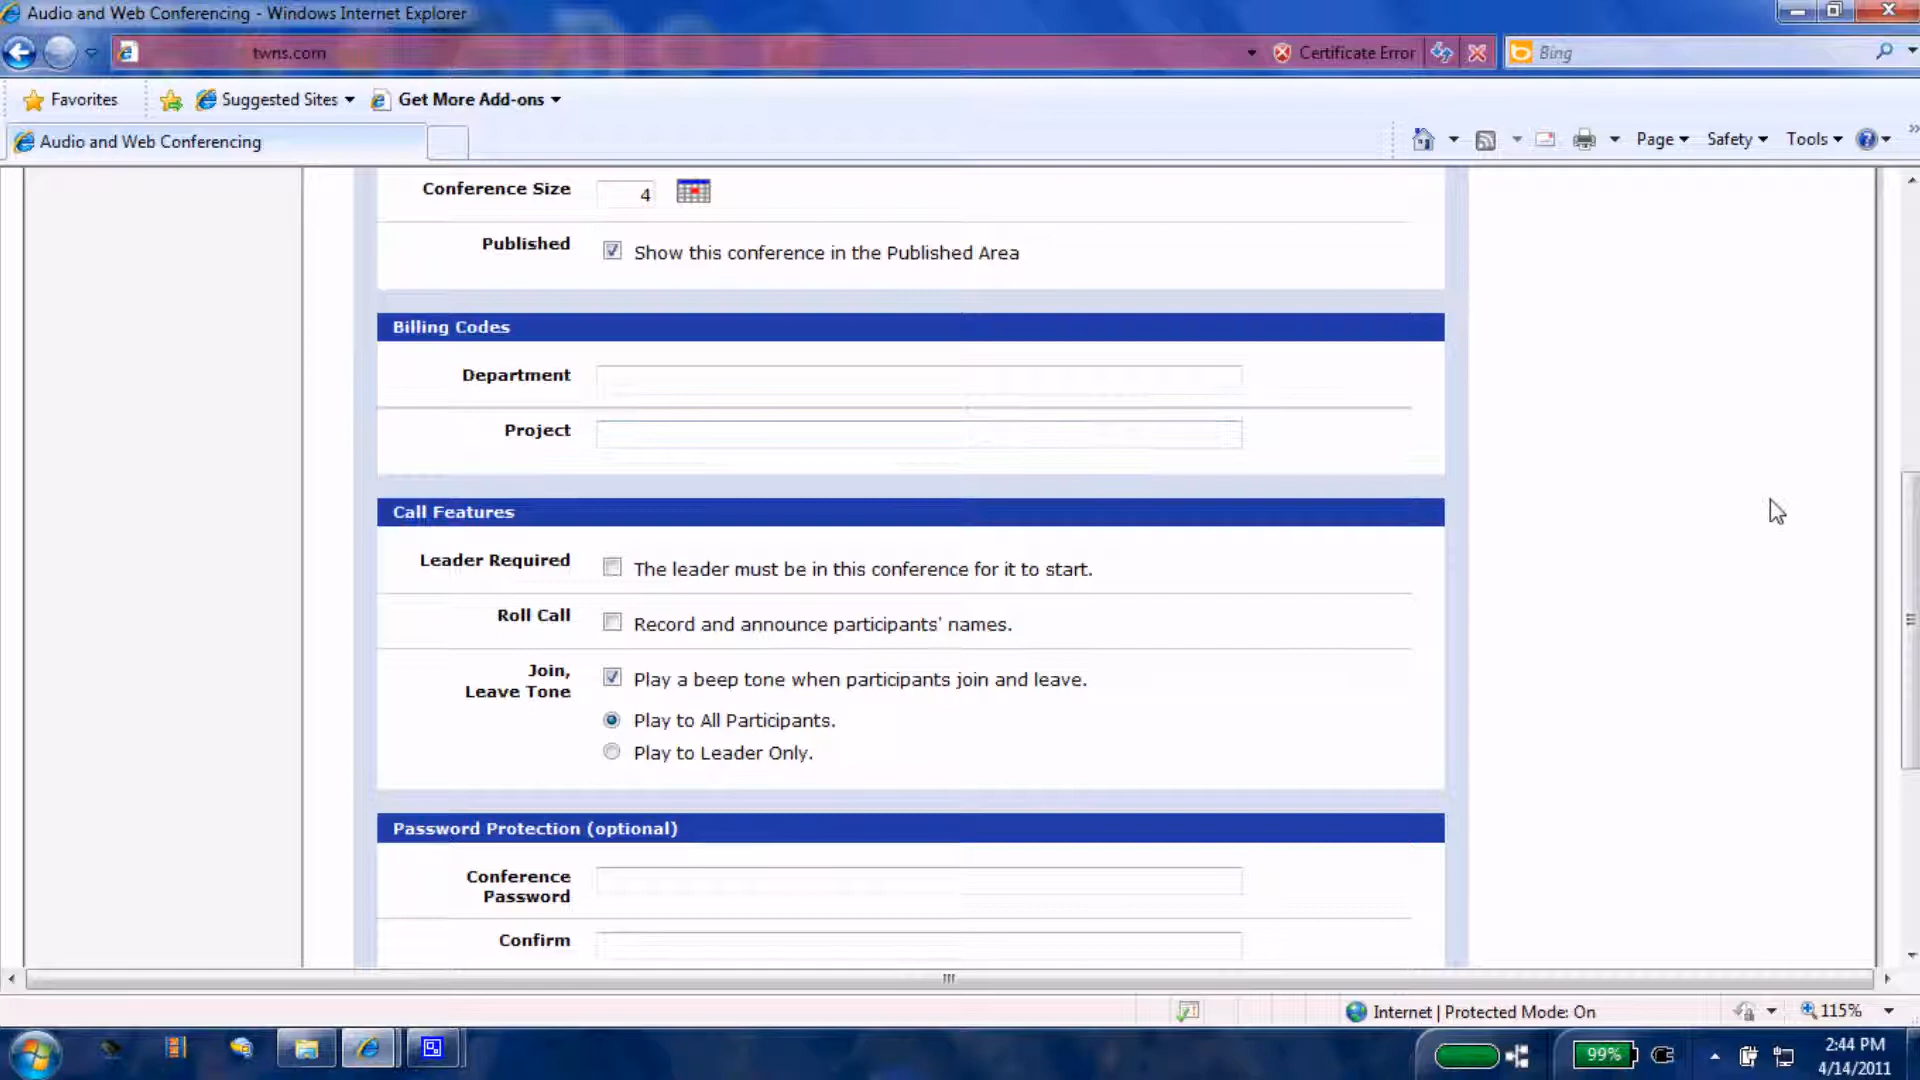 Audio and Web Conferencing - Windows Internet Explorer
twns.com
Certificate Error
Bing
Favorites
Suggested Sites
Get More Add-ons
Audio and Web Conferencing
Page
Safety
Tools
Conference Size
4
Published
Show this conference in the Published Area
Billing Codes
Department
Project
Call Features
Leader Required
The leader must be in this conference for it to start.
Roll Call
Record and announce participants' names.
Join,
Leave Tone
Play a beep tone when participants join and leave.
Play to All Participants.
Play to Leader Only.
Password Protection (optional)
Conference
Password
Confirm
Internet | Protected Mode: On
115%
99%
2:44 PM
4/14/2011